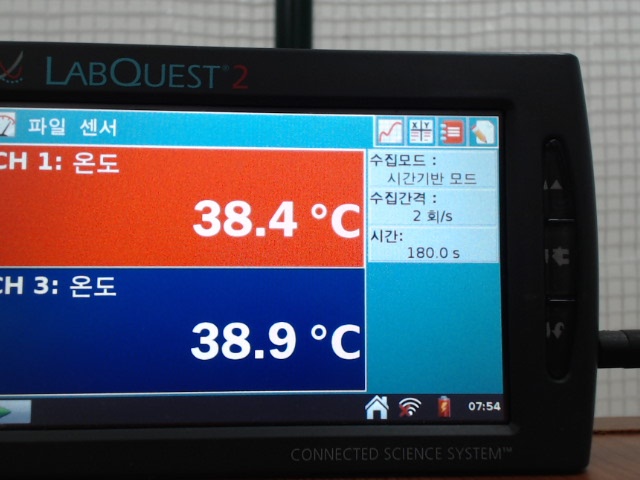 LABQUEST® 2
파일 센서
X Y
CH 1: 온도
38.4 °C
CH 3: 온도
38.9 °C
수집모드 :
시간기반 모드
수집간격 :
2 회/s
시간:
180.0 s
07:54
CONNECTED SCIENCE SYSTEM™